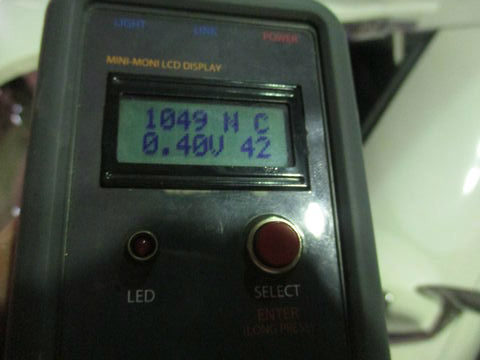 LIGHT LINK POWER
MINI-MONI LCD DISPLAY
1049 N C
0.40V 42
LED SELECT
ENTER
(LONG PRESS)